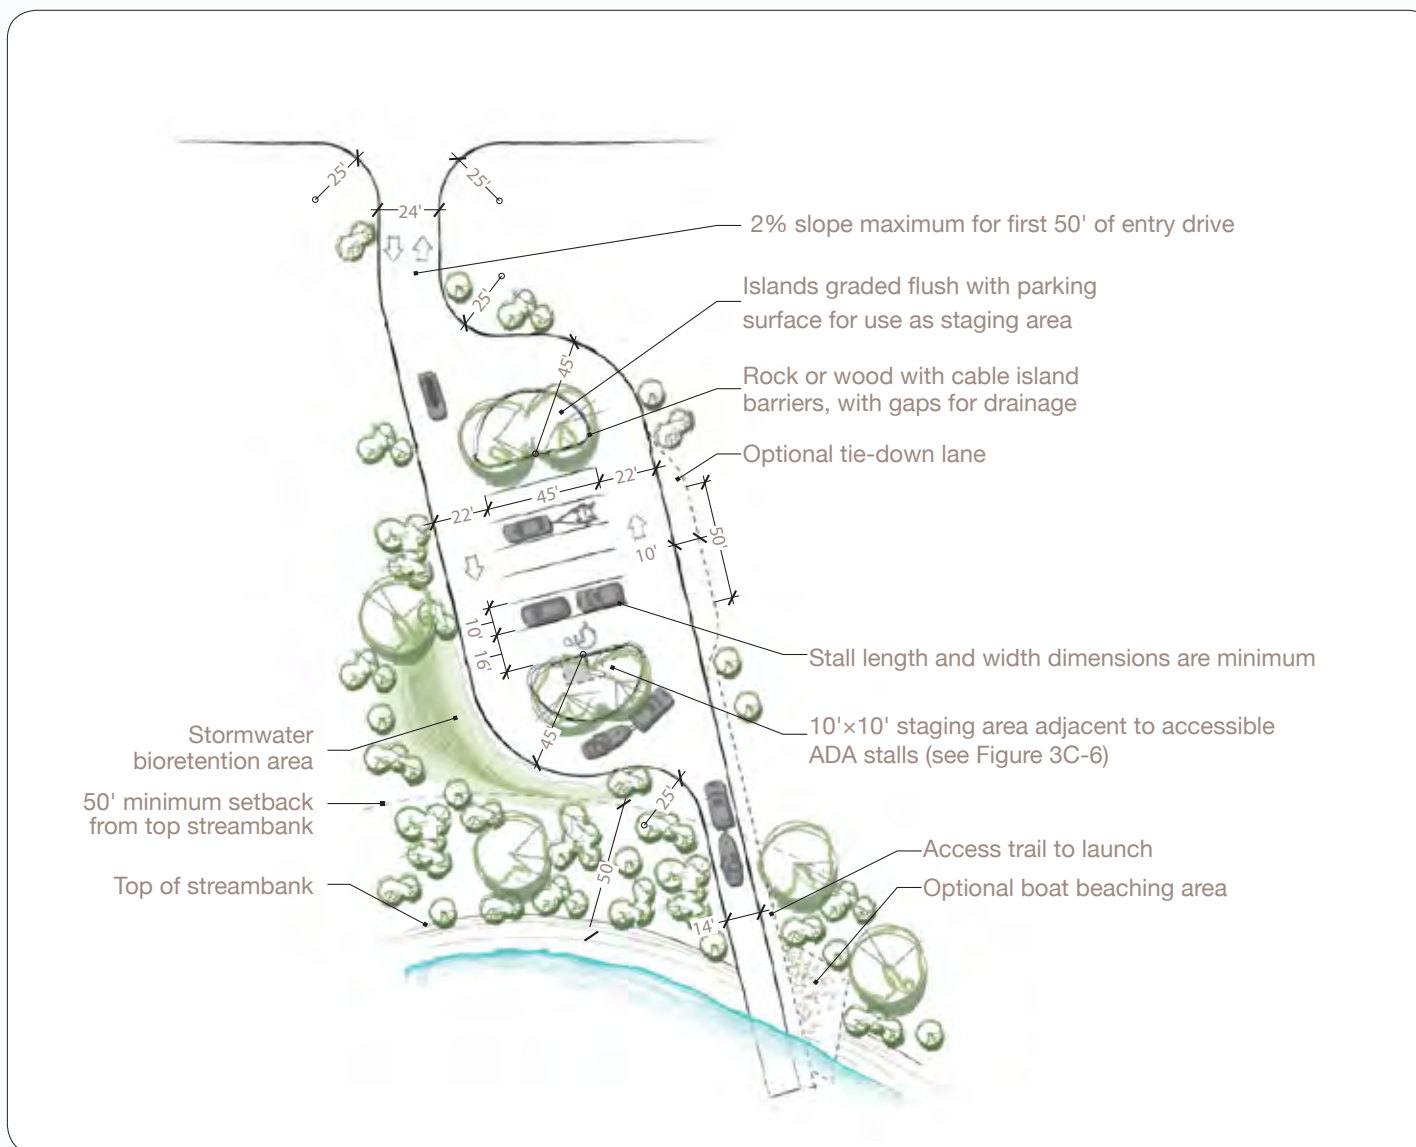 25'
25'
24'
2% slope maximum for first 50' of entry drive
25'
Islands graded flush with parking
surface for use as staging area
45'
Rock or wood with cable island
barriers, with gaps for drainage
Optional tie-down lane
22'
45'
22'
50'
10'
10'
16'
Stall length and width dimensions are minimum
10'×10' staging area adjacent to accessible
ADA stalls (see Figure 3C-6)
45'
Stormwater
bioretention area
50' minimum setback
from top streambank
25'
Access trail to launch
50'
Top of streambank
Optional boat beaching area
14'